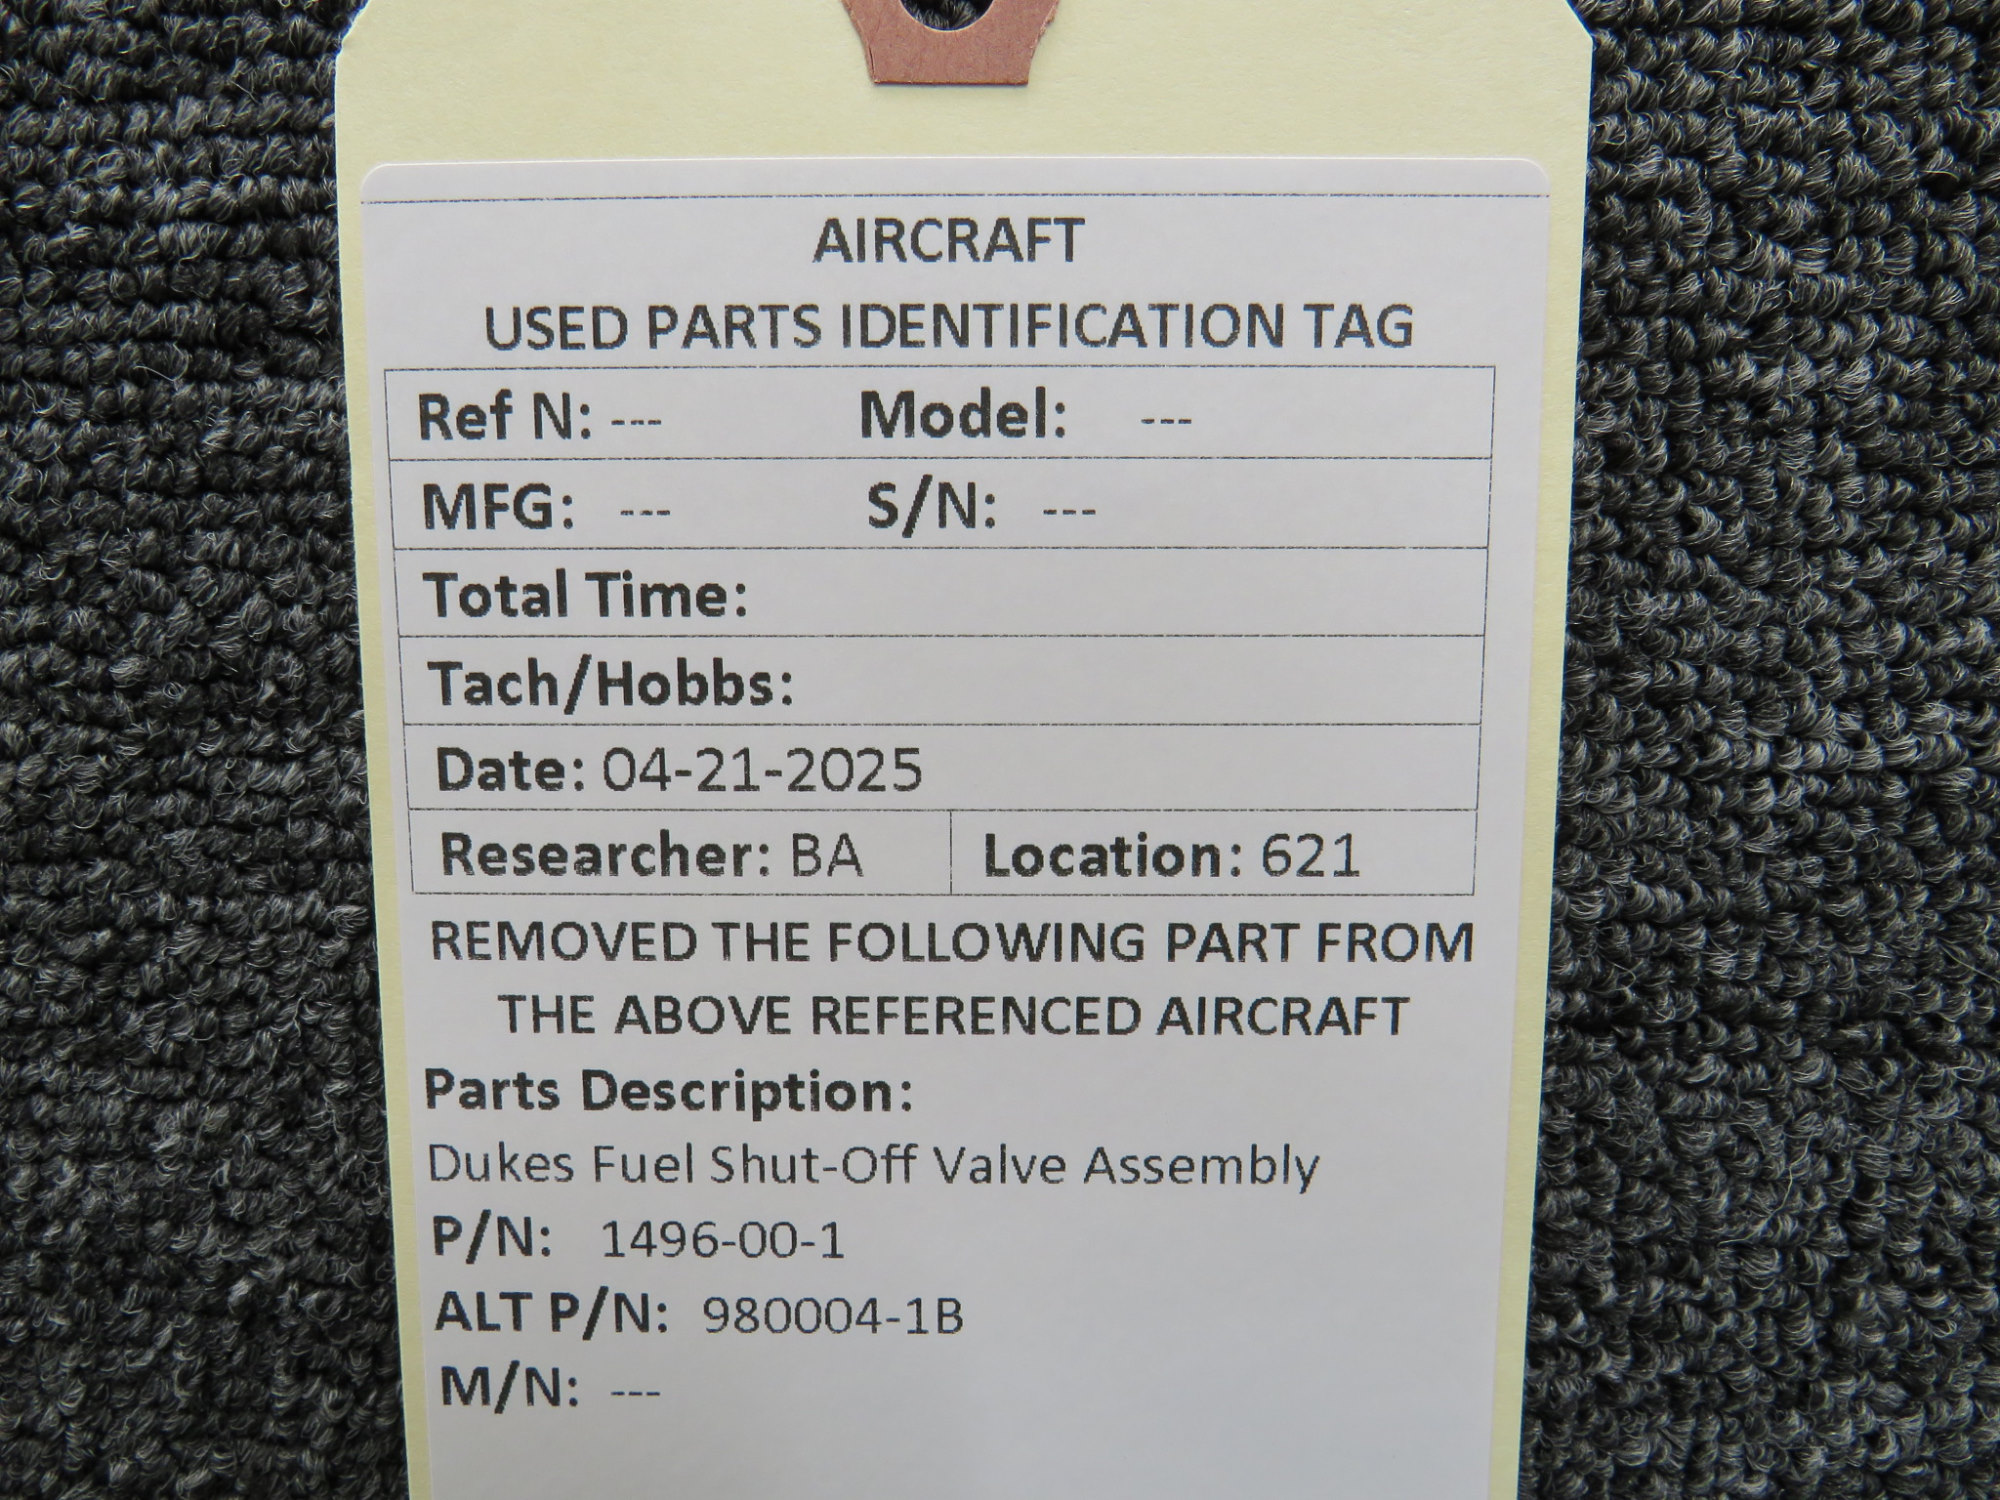 AIRCRAFT
USED PARTS IDENTIFICATION TAG
Ref N: --- Model: ---
MFG: --- S/N: ---
Total Time:
Tach/Hobbs:
Date: 04-21-2025
Researcher: BA Location: 621
REMOVED THE FOLLOWING PART FROM
THE ABOVE REFERENCED AIRCRAFT
Parts Description:
Dukes Fuel Shut-Off Valve Assembly
P/N: 1496-00-1
ALT P/N: 980004-1B
M/N: ---